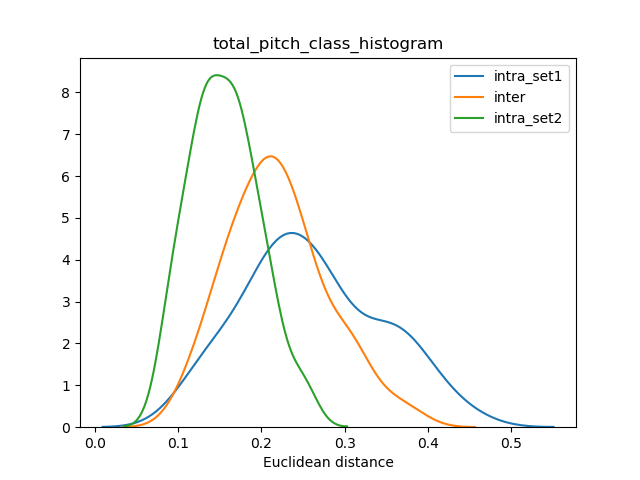 total_pitch_class_histogram
intra_set1
inter
intra_set2
8
7
6
5
4
3
2
1
0
0.0 0.1 0.2 0.3 0.4 0.5
Euclidean distance